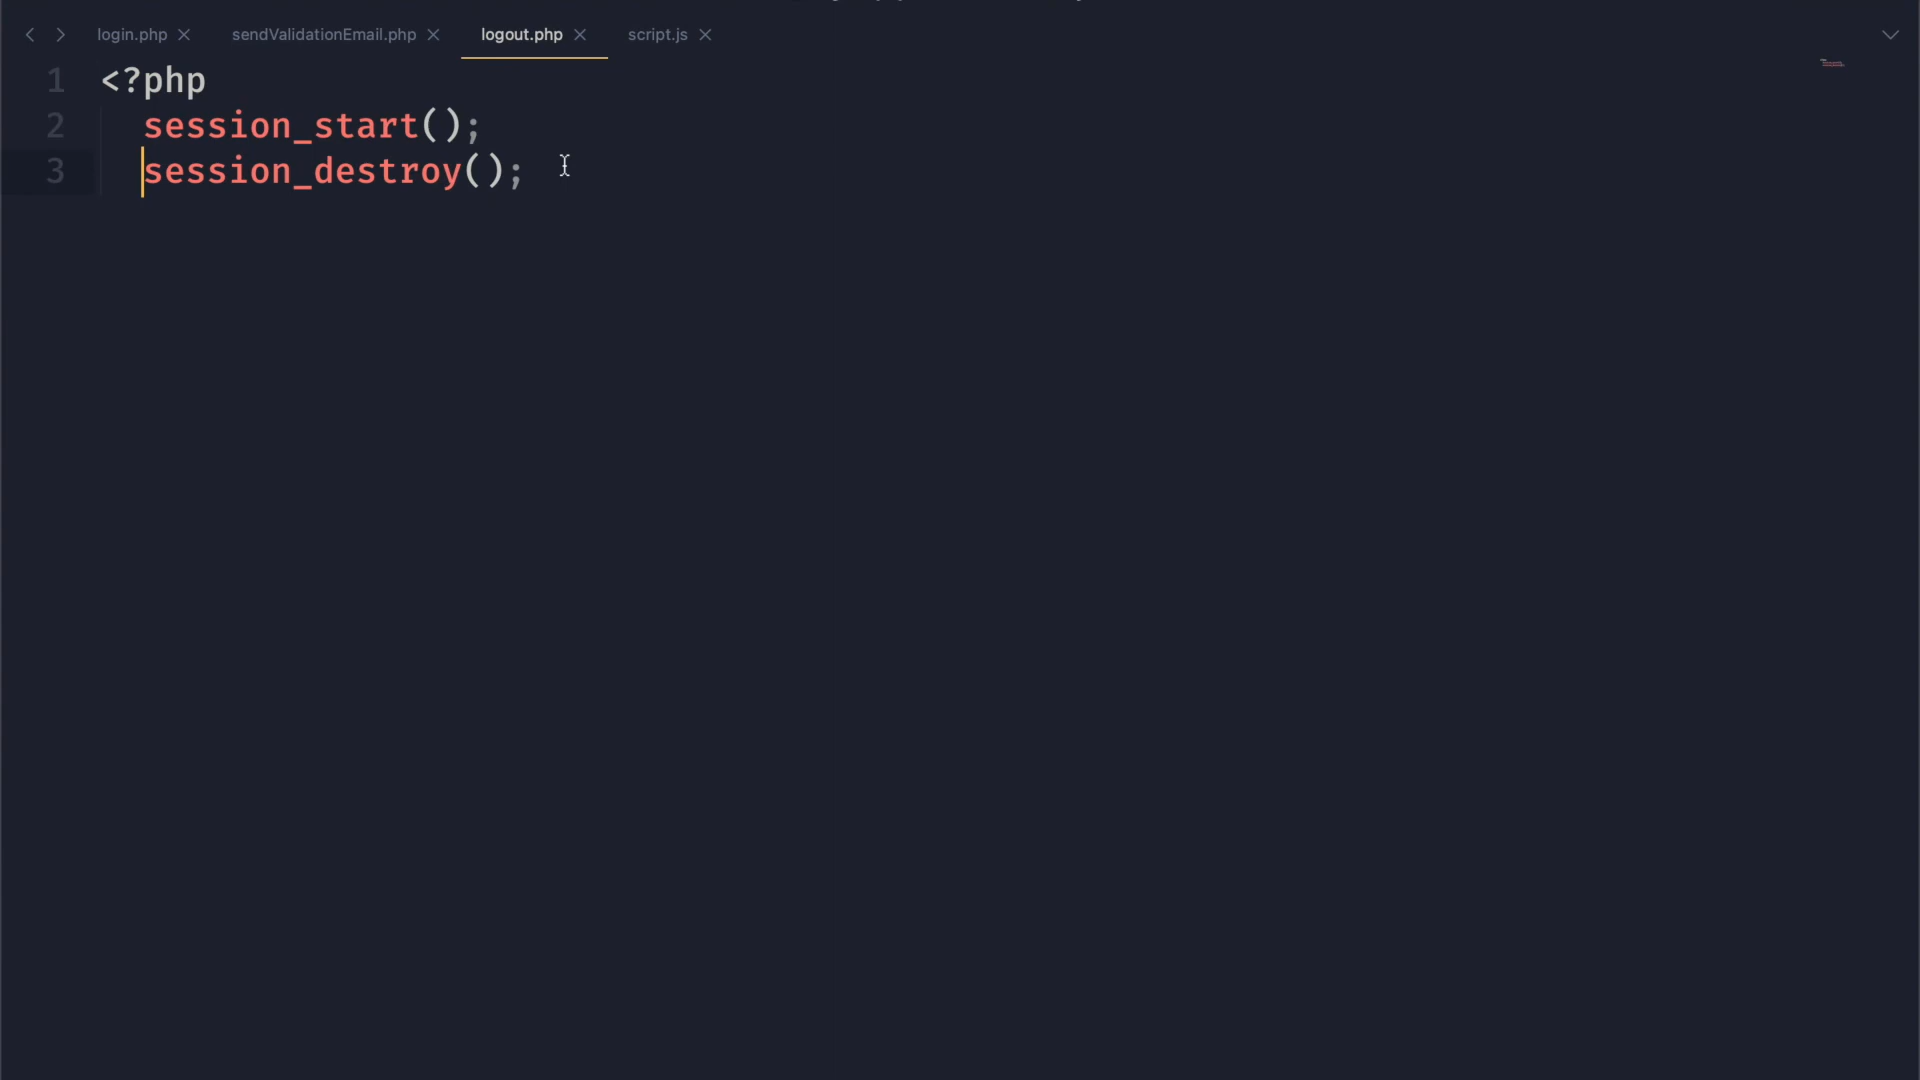 login.php sendValidationEmail.php logout.php script.js
1 <?php
2 session_start();
3 session_destroy();